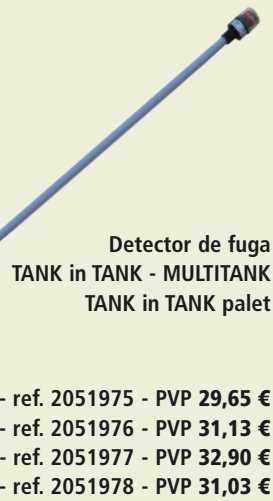 Detector de fuga
TANK in TANK - MULTITANK
TANK in TANK palet
- ref. 2051975 - PVP 29,65 €
- ref. 2051976 - PVP 31,13 €
- ref. 2051977 - PVP 32,90 €
- ref. 2051978 - PVP 31,03 €